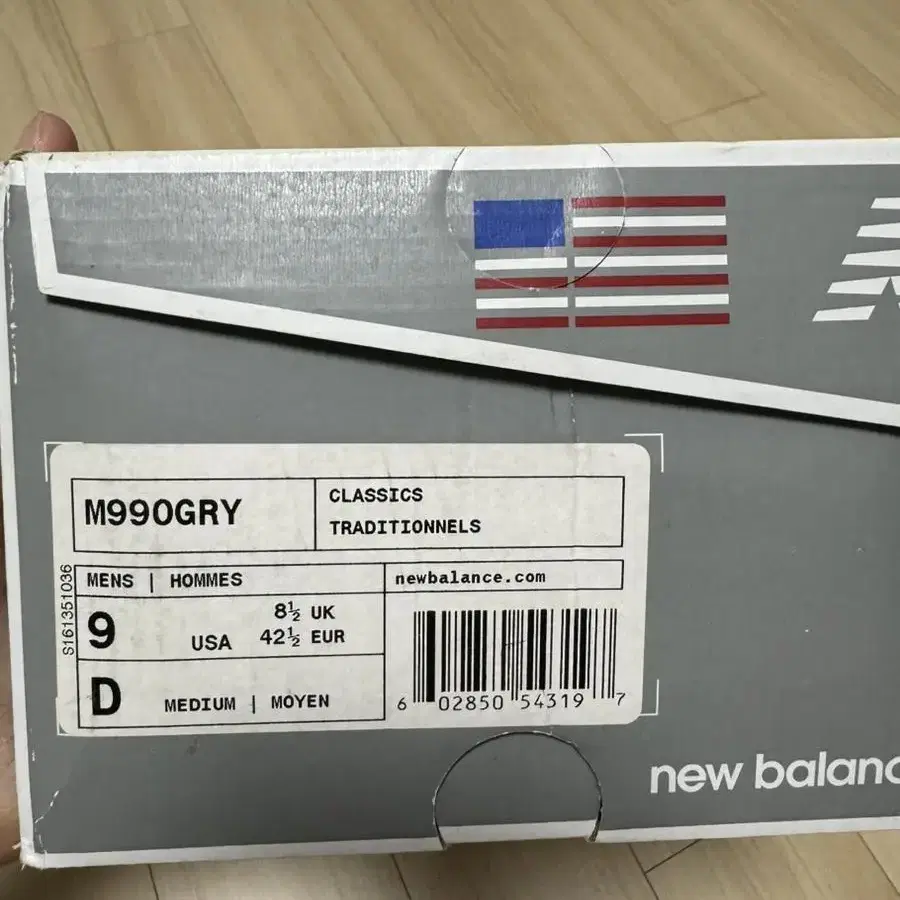 M990GRY
CLASSICS
TRADITIONNELS
S161351036
MENS | HOMMES
newbalance.com
9 USA
8½ UK
42½ EUR
D MEDIUM | MOYEN
6 02850 54319 7
new balanc